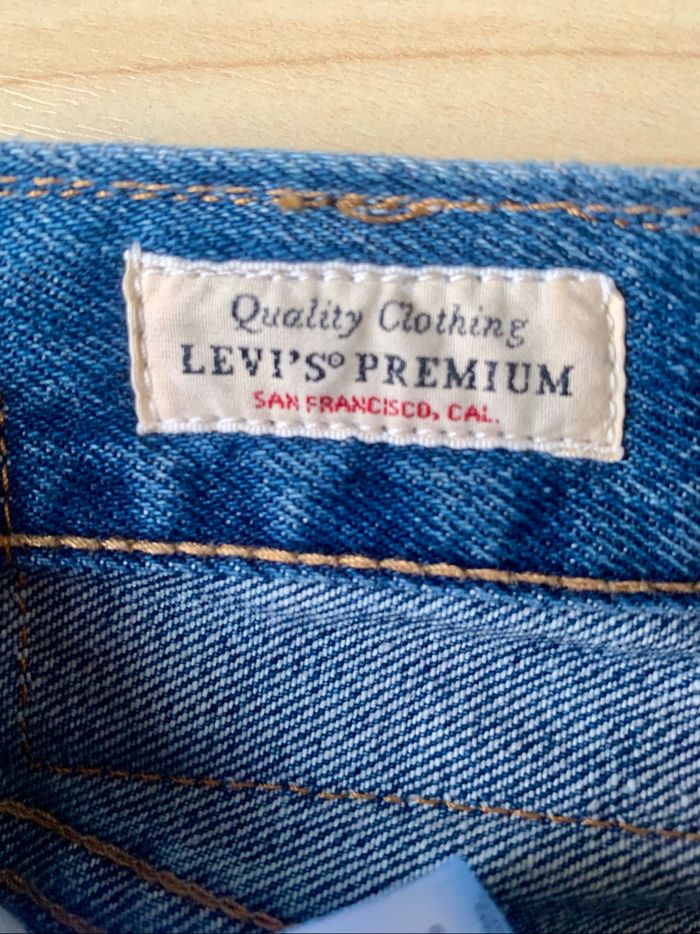 Quality Clothing
LEVI'S® PREMIUM
SAN FRANCISCO, CAL.